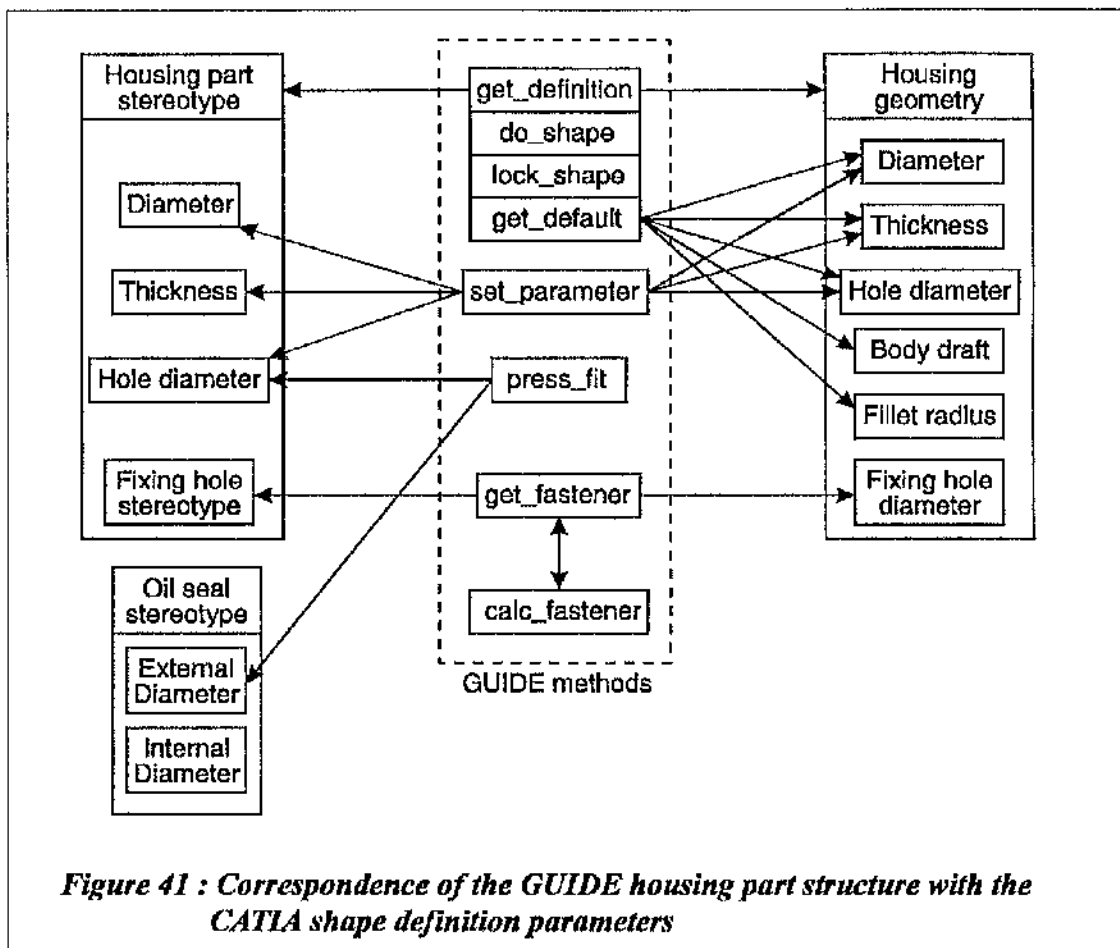 Housing part
stereotype
Diameter
Thickness
Hole diameter
Fixing hole
stereotype
Oil seal
stereotype
External
Diameter
Internal
Diameter
get_definition
do_shape
lock_shape
get_default
set_parameter
press_fit
get_fastener
calc_fastener
GUIDE methods
Housing
geometry
Diameter
Thickness
Hole diameter
Body draft
Fillet radius
Fixing hole
diameter
Figure 41 : Correspondence of the GUIDE housing part structure with the
CATIA shape definition parameters